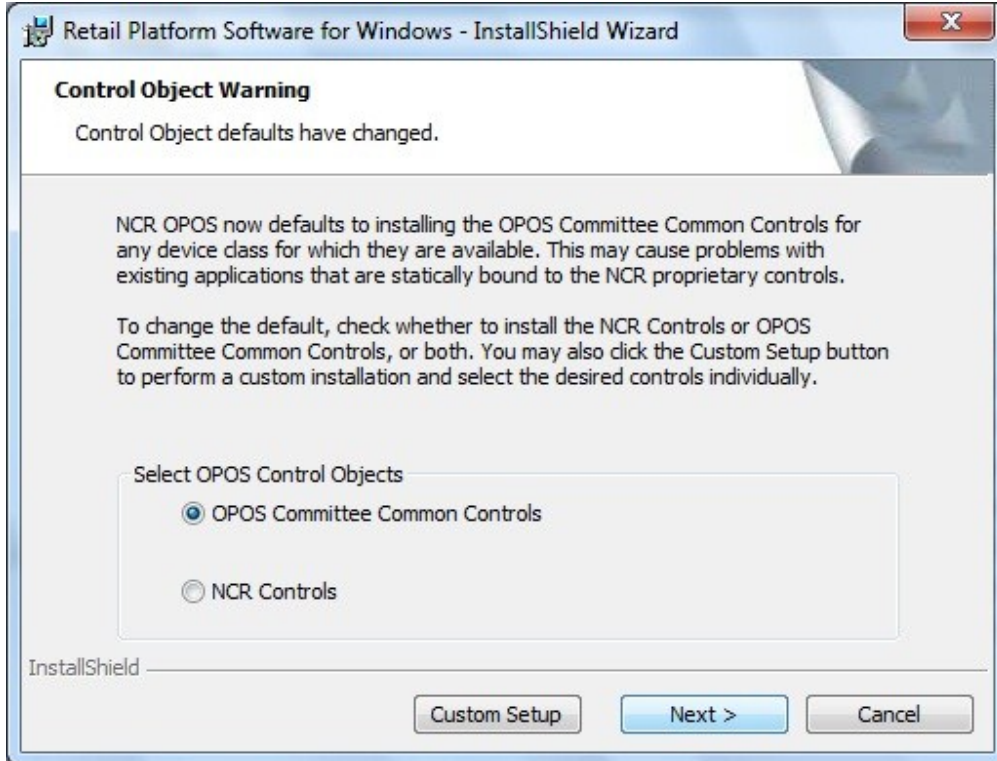 Retail Platform Software for Windows - InstallShield Wizard
Control Object Warning
Control Object defaults have changed.
NCR OPOS now defaults to installing the OPOS Committee Common Controls for
any device class for which they are available. This may cause problems with
existing applications that are statically bound to the NCR proprietary controls.
To change the default, check whether to install the NCR Controls or OPOS
Committee Common Controls, or both. You may also click the Custom Setup button
to perform a custom installation and select the desired controls individually.
Select OPOS Control Objects
OPOS Committee Common Controls
NCR Controls
InstallShield
Custom Setup
Next >
Cancel